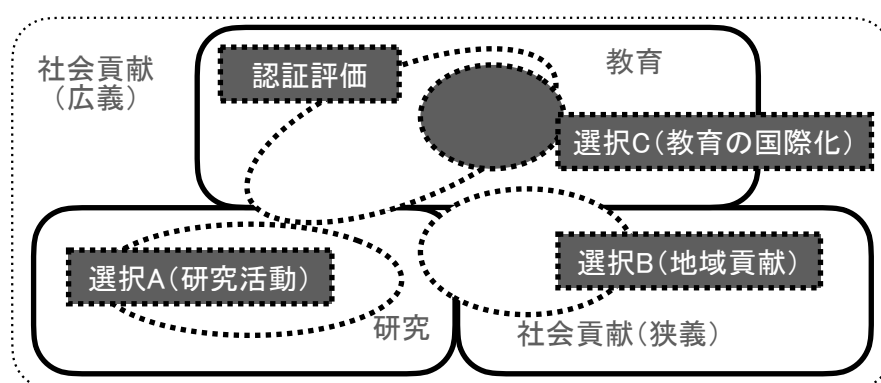 社会貢献
（広義）
認証評価
教育
選択C（教育の国際化）
選択A（研究活動）
選択B（地域貢献）
研究
社会貢献（狭義）